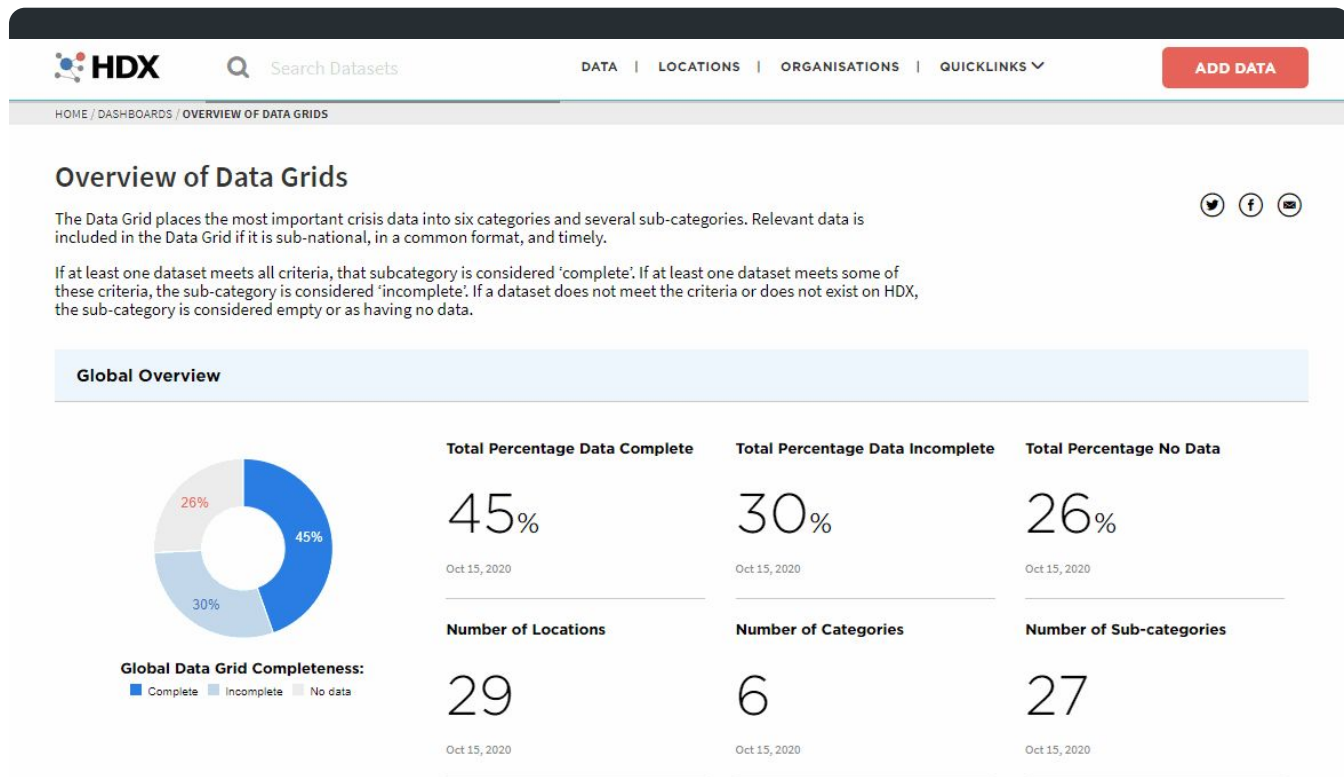 HDX
Search Datasets
DATA | LOCATIONS | ORGANISATIONS | QUICKLINKS
ADD DATA
HOME / DASHBOARDS / OVERVIEW OF DATA GRIDS
Overview of Data Grids
The Data Grid places the most important crisis data into six categories and several sub-categories. Relevant data is
included in the Data Grid if it is sub-national, in a common format, and timely.
If at least one dataset meets all criteria, that subcategory is considered ‘complete’. If at least one dataset meets some of
these criteria, the sub-category is considered ‘incomplete’. If a dataset does not meet the criteria or does not exist on HDX,
the sub-category is considered empty or as having no data.
Global Overview
26%
45%
30%
Global Data Grid Completeness:
Complete Incomplete No data
Total Percentage Data Complete
45%
Oct 15, 2020
Total Percentage Data Incomplete
30%
Oct 15, 2020
Total Percentage No Data
26%
Oct 15, 2020
Number of Locations
29
Oct 15, 2020
Number of Categories
6
Oct 15, 2020
Number of Sub-categories
27
Oct 15, 2020